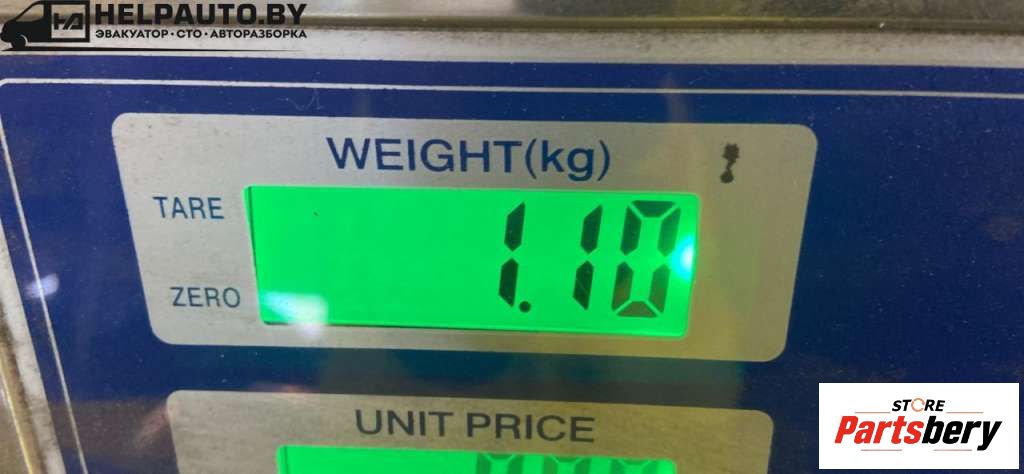 HELPAUTO.BY
ЭВАКУАТОР·СТО·АВТОРАЗБОРКА
WEIGHT(kg)
TARE
1.10
ZERO
UNIT PRICE
STORE
Partsbery